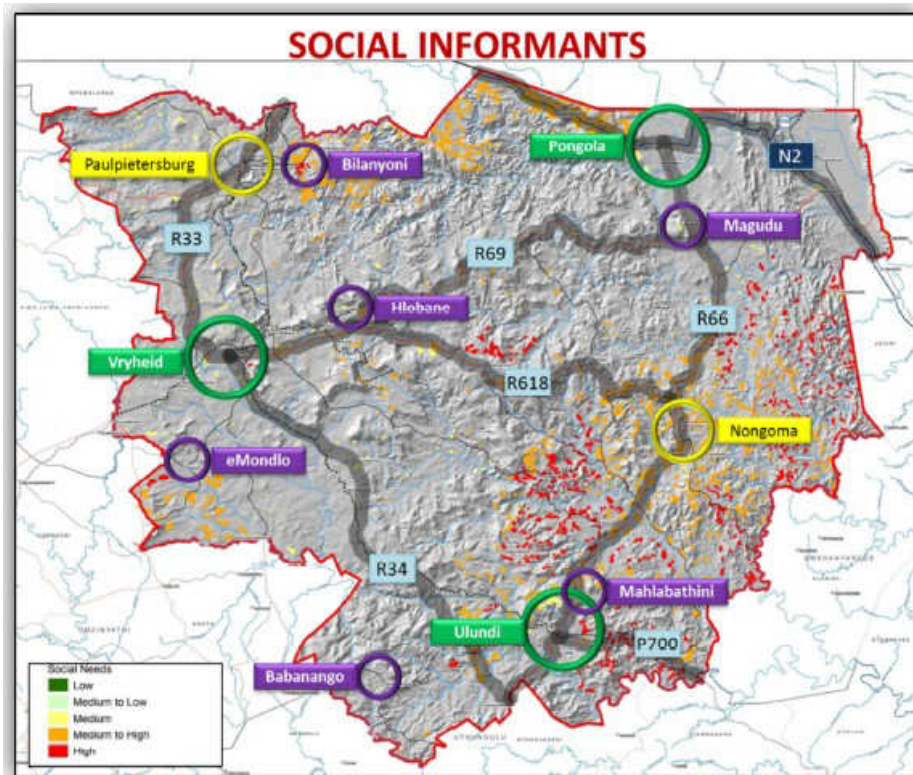 SOCIAL INFORMANTS
Pongola
Paulpietersburg
Bilanyoni
N2
Magudu
R33
R69
Hlobane
R66
Vryheid
R618
Nongoma
eMondlo
R34
Mahlabathini
Ulundi
P700
Babanango
Social Needs
Low
Medium to Low
Medium
Medium to High
High